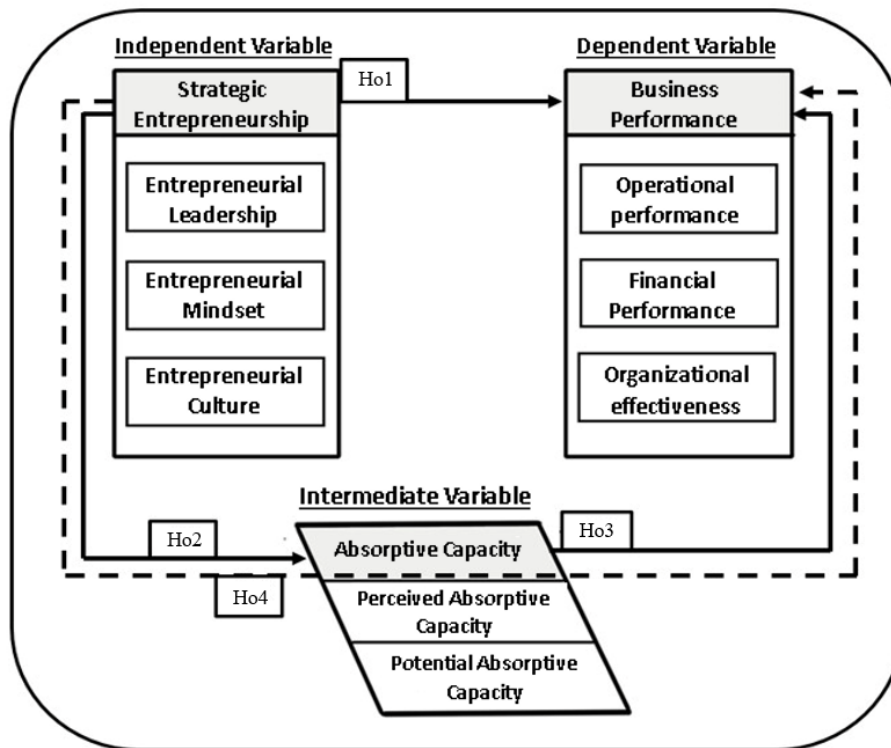 Independent Variable
Strategic
Entrepreneurship
Entrepreneurial
Leadership
Entrepreneurial
Mindset
Entrepreneurial
Culture
Ho1
Dependent Variable
Business
Performance
Operational
performance
Financial
Performance
Organizational
effectiveness
Intermediate Variable
Ho2
Ho3
Ho4
Absorptive Capacity
Perceived Absorptive
Capacity
Potential Absorptive
Capacity